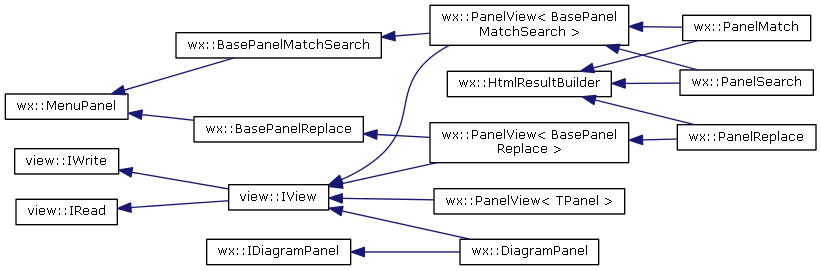 wx::PanelView< BasePanel
MatchSearch >
wx::PanelMatch
wx::BasePanelMatchSearch
wx::HtmlResultBuilder
wx::PanelSearch
wx::MenuPanel
wx::BasePanelReplace
wx::PanelView< BasePanel
Replace >
wx::PanelReplace
view::IWrite
view::IView
wx::PanelView< TPanel >
view::IRead
wx::IDiagramPanel
wx::DiagramPanel